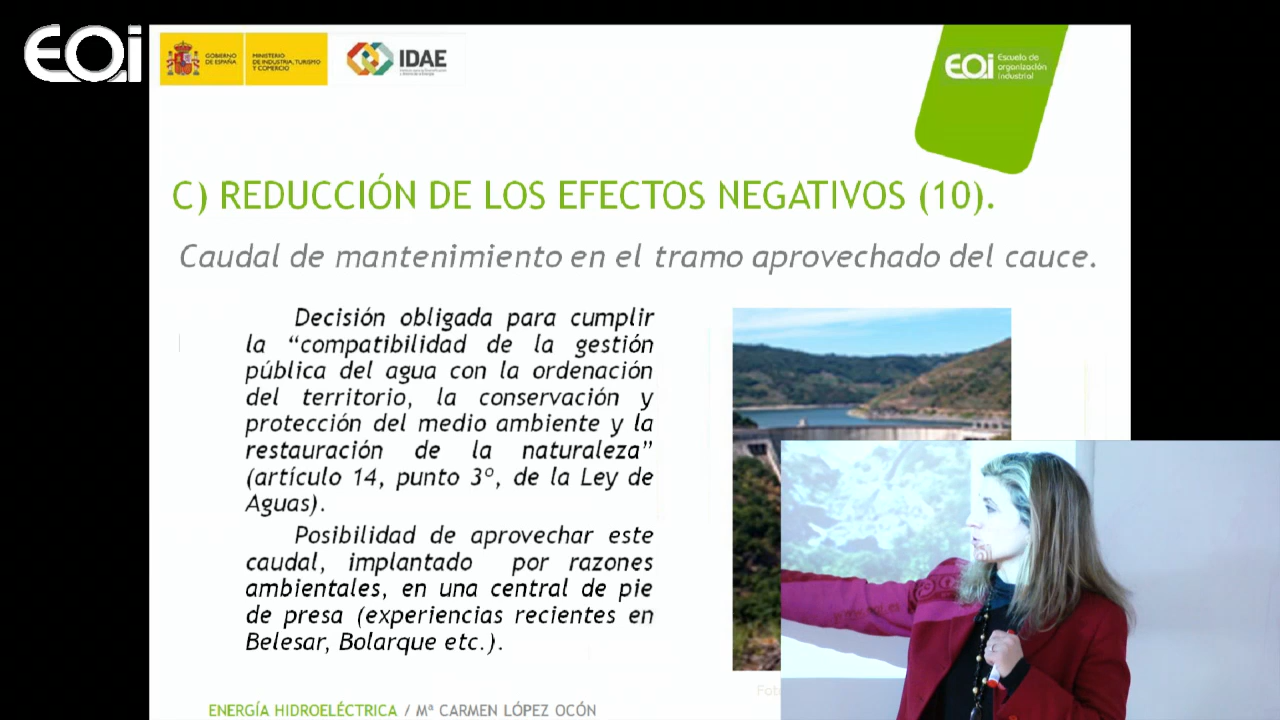 EOi
GOBIERNO
DE ESPAÑA
MINISTERIO
DE INDUSTRIA, TURISMO
Y COMERCIO
IDAE
EOi
Escuela de
organización
industrial
C) REDUCCIÓN DE LOS EFECTOS NEGATIVOS (10).
Caudal de mantenimiento en el tramo aprovechado del cauce.
Decisión obligada para cumplir
la “compatibilidad de la gestión
pública del agua con la ordenación
del territorio, la conservación y
protección del medio ambiente y la
restauración de la naturaleza”
(artículo 14, punto 3º, de la Ley de
Aguas).
Posibilidad de aprovechar este
caudal, implantado por razones
ambientales, en una central de pie
de presa (experiencias recientes en
Belesar, Bolarque etc.).
ENERGÍA HIDROELÉCTRICA / Mª CARMEN LÓPEZ OCÓN